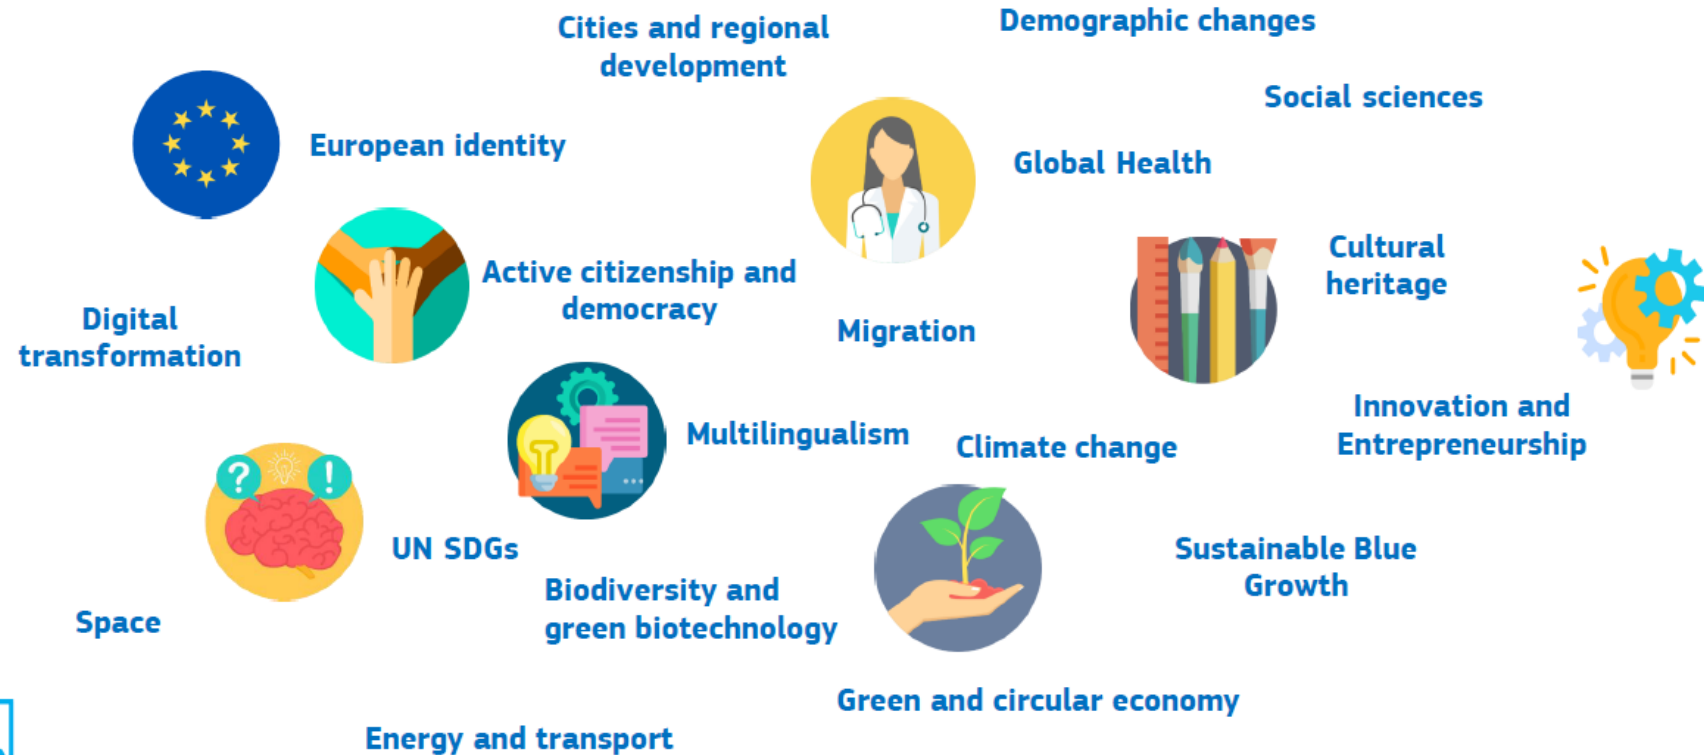 Cities and regional
development
Demographic changes
Social sciences
European identity
Global Health
Active citizenship and
democracy
Cultural
heritage
Digital
transformation
Migration
Innovation and
Entrepreneurship
Multilingualism
Climate change
? !
UN SDGs
Sustainable Blue
Growth
Biodiversity and
green biotechnology
Space
Green and circular economy
Energy and transport